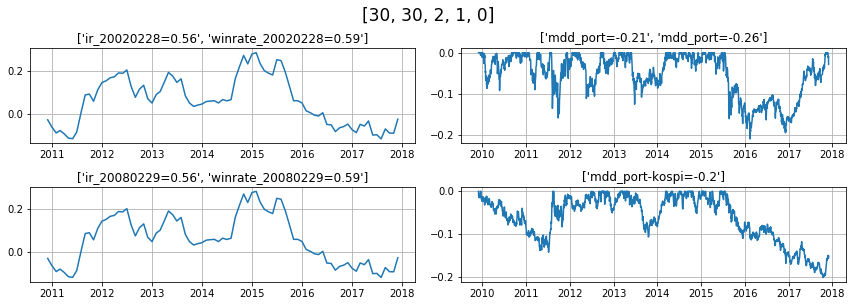 [30, 30, 2, 1, 0]
['ir_20020228=0.56', 'winrate_20020228=0.59']
0.2
0.0
2011 2012 2013 2014 2015 2016 2017 2018
['mdd_port=-0.21', 'mdd_port=-0.26']
0.0
−0.1
−0.2
2010 2011 2012 2013 2014 2015 2016 2017 2018
['ir_20080229=0.56', 'winrate_20080229=0.59']
0.2
0.0
2011 2012 2013 2014 2015 2016 2017 2018
['mdd_port-kospi=-0.2']
0.0
−0.1
−0.2
2010 2011 2012 2013 2014 2015 2016 2017 2018